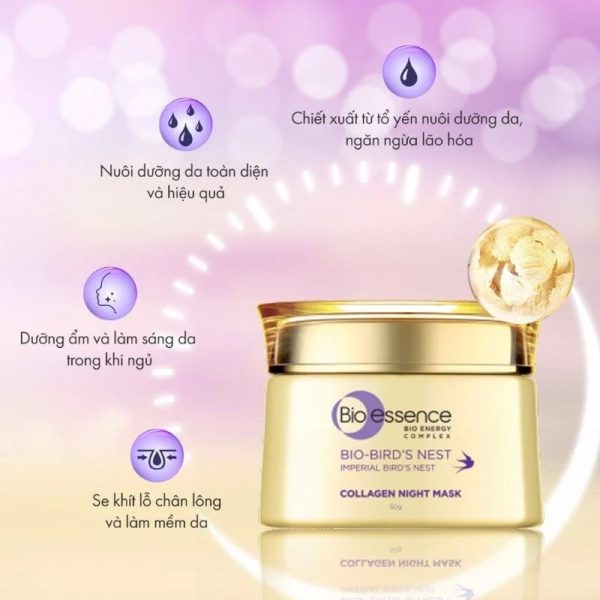 Chiết xuất từ tổ yến nuôi dưỡng da,
ngăn ngừa lão hóa
Nuôi dưỡng da toàn diện
và hiệu quả
Dưỡng ẩm và làm sáng da
trong khi ngủ
Se khít lỗ chân lông
và làm mềm da
Bio essence
BIO ENERGY
COMPLEX
BIO-BIRD'S NEST
IMPERIAL BIRD'S NEST
COLLAGEN NIGHT MASK
50g